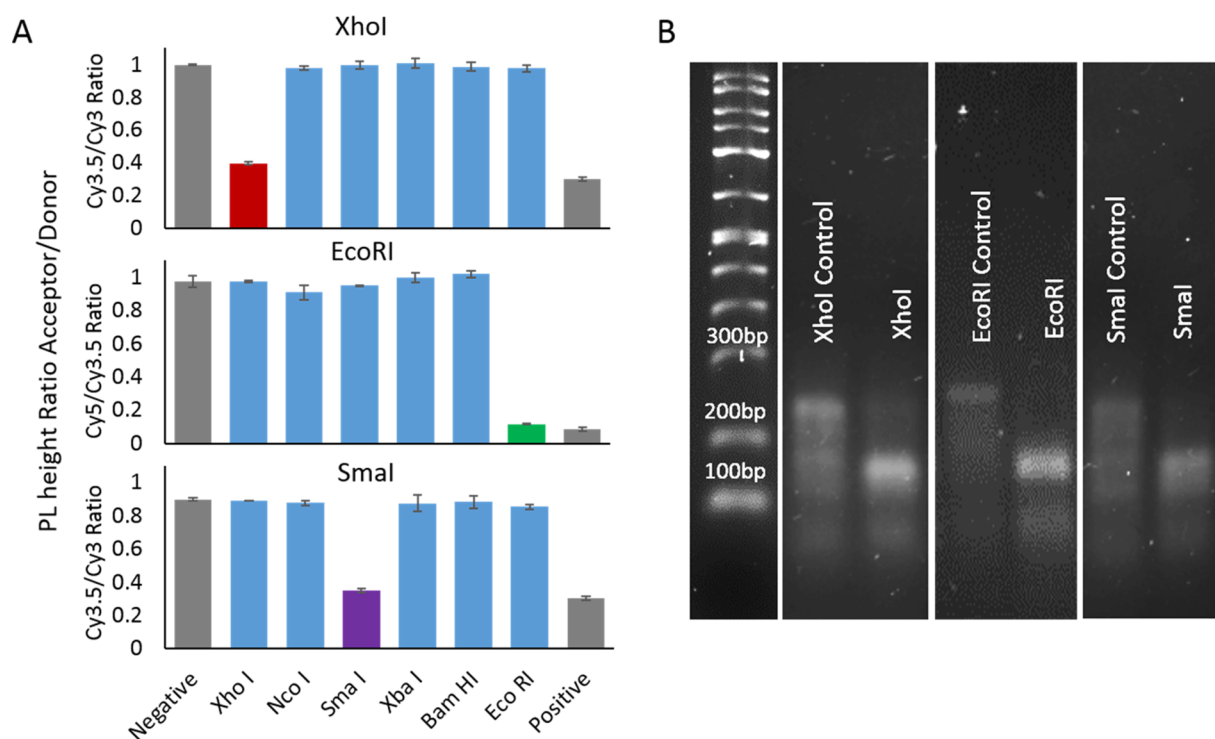 A
XhoI
Cy3.5/Cy3 Ratio
1
0.8
0.6
0.4
0.2
0
EcoRI
Cy5/Cy3.5 Ratio
1
0.8
0.6
0.4
0.2
0
SmaI
Cy3.5/Cy3 Ratio
1
0.8
0.6
0.4
0.2
0
PL height Ratio Acceptor/Donor
Negative
Xho I
Nco I
Sma I
Xba I
Bam HI
Eco RI
Positive
B
300bp
200bp
100bp
XhoI Control
XhoI
EcoRI Control
EcoRI
SmaI Control
SmaI